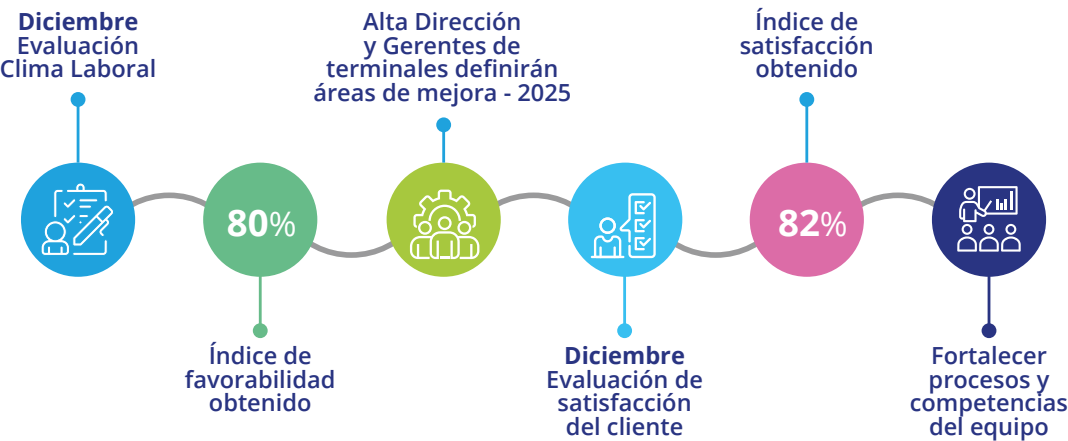 Diciembre
Evaluación
Clima Laboral
80%
Índice de
favorabilidad
obtenido
Alta Dirección
y Gerentes de
terminales definirán
áreas de mejora - 2025
Diciembre
Evaluación de
satisfacción
del cliente
Índice de
satisfacción
obtenido
82%
Fortalecer
procesos y
competencias
del equipo